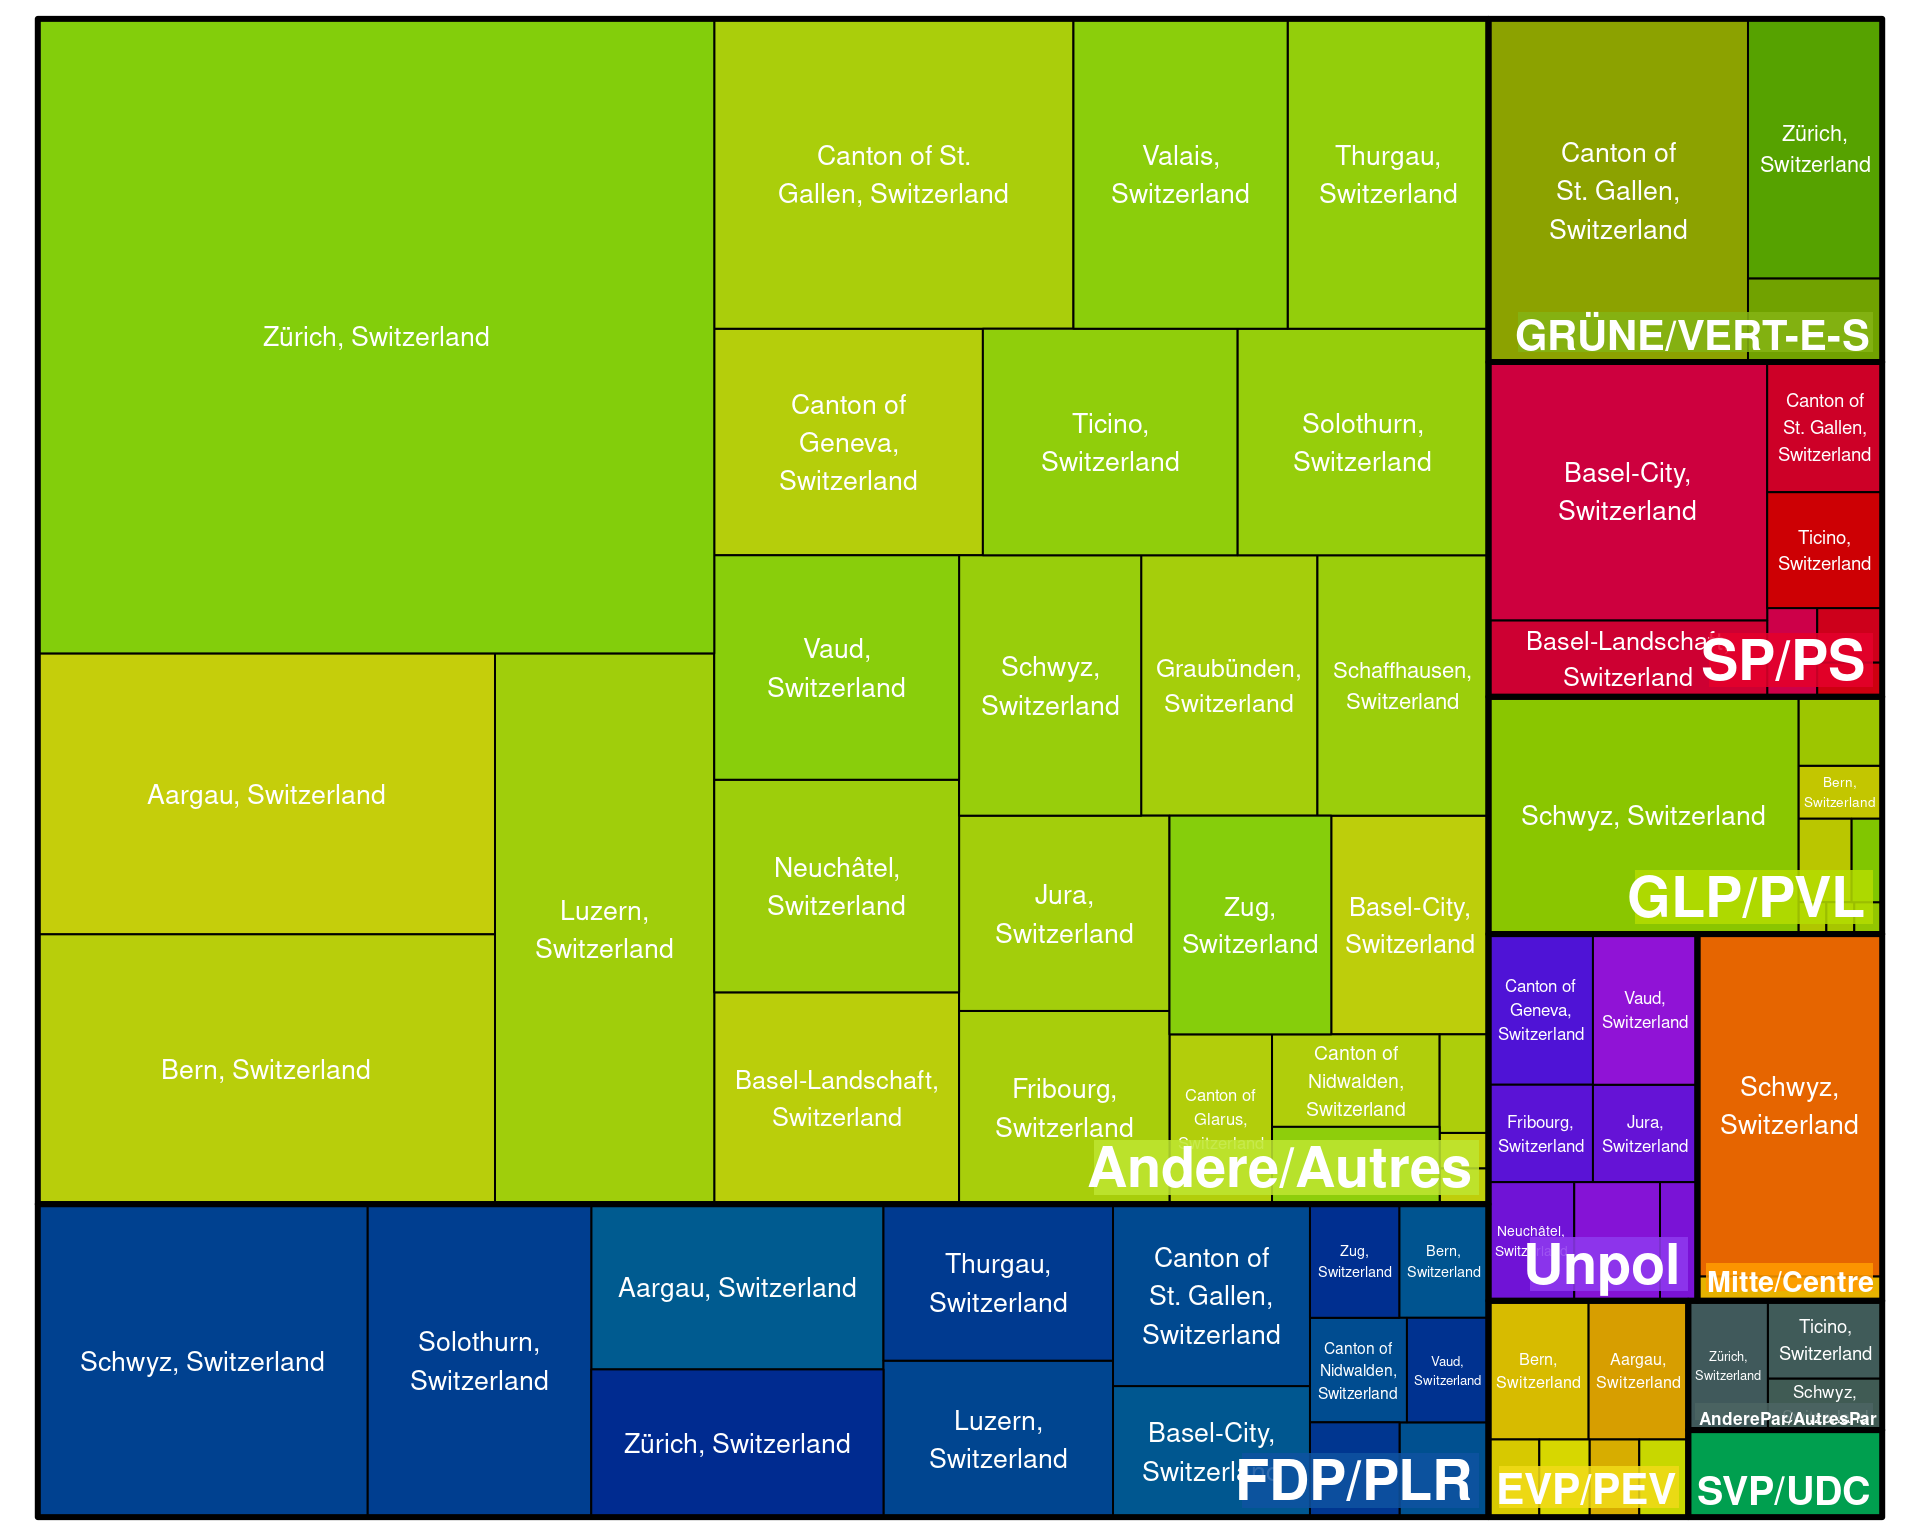 Zürich, Switzerland
Aargau, Switzerland
Bern, Switzerland
Luzern,
Switzerland
Canton of St.
Gallen, Switzerland
Valais,
Switzerland
Thurgau,
Switzerland
Canton of
Geneva,
Switzerland
Ticino,
Switzerland
Solothurn,
Switzerland
Vaud,
Switzerland
Neuchâtel,
Switzerland
Basel-Landschaft,
Switzerland
Schwyz,
Switzerland
Graubünden,
Switzerland
Schaffhausen,
Switzerland
Jura,
Switzerland
Fribourg,
Switzerland
Zug,
Switzerland
Basel-City,
Switzerland
Canton of
Glarus,
Switzerland
Canton of
Nidwalden,
Switzerland
Andere/Autres
Schwyz, Switzerland
Solothurn,
Switzerland
Aargau, Switzerland
Zürich, Switzerland
Thurgau,
Switzerland
Luzern,
Switzerland
Canton of
St. Gallen,
Switzerland
Basel-City,
Switzerland
Zug,
Switzerland
Bern,
Switzerland
Canton of
Nidwalden,
Switzerland
Vaud,
Switzerland
FDP/PLR
Canton of
St. Gallen,
Switzerland
Zürich,
Switzerland
GRÜNE/VERT-E-S
Basel-City,
Switzerland
Basel-Landschaft,
Switzerland
Canton of
St. Gallen,
Switzerland
Ticino,
Switzerland
SP/PS
Schwyz, Switzerland
Bern,
Switzerland
GLP/PVL
Canton of
Geneva,
Switzerland
Vaud,
Switzerland
Fribourg,
Switzerland
Jura,
Switzerland
Neuchâtel,
Switzerland
Unpol
Schwyz,
Switzerland
Mitte/Centre
Bern,
Switzerland
Aargau,
Switzerland
EVP/PEV
Zürich,
Switzerland
Ticino,
Switzerland
Schwyz,
AnderePar/AutresPar
SVP/UDC